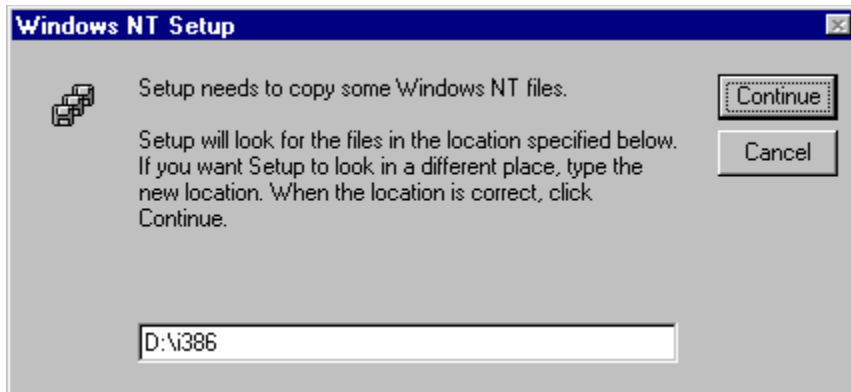 Windows NT Setup
Setup needs to copy some Windows NT files.
Setup will look for the files in the location specified below.
If you want Setup to look in a different place, type the
new location. When the location is correct, click
Continue.
Continue
Cancel
D:\i386